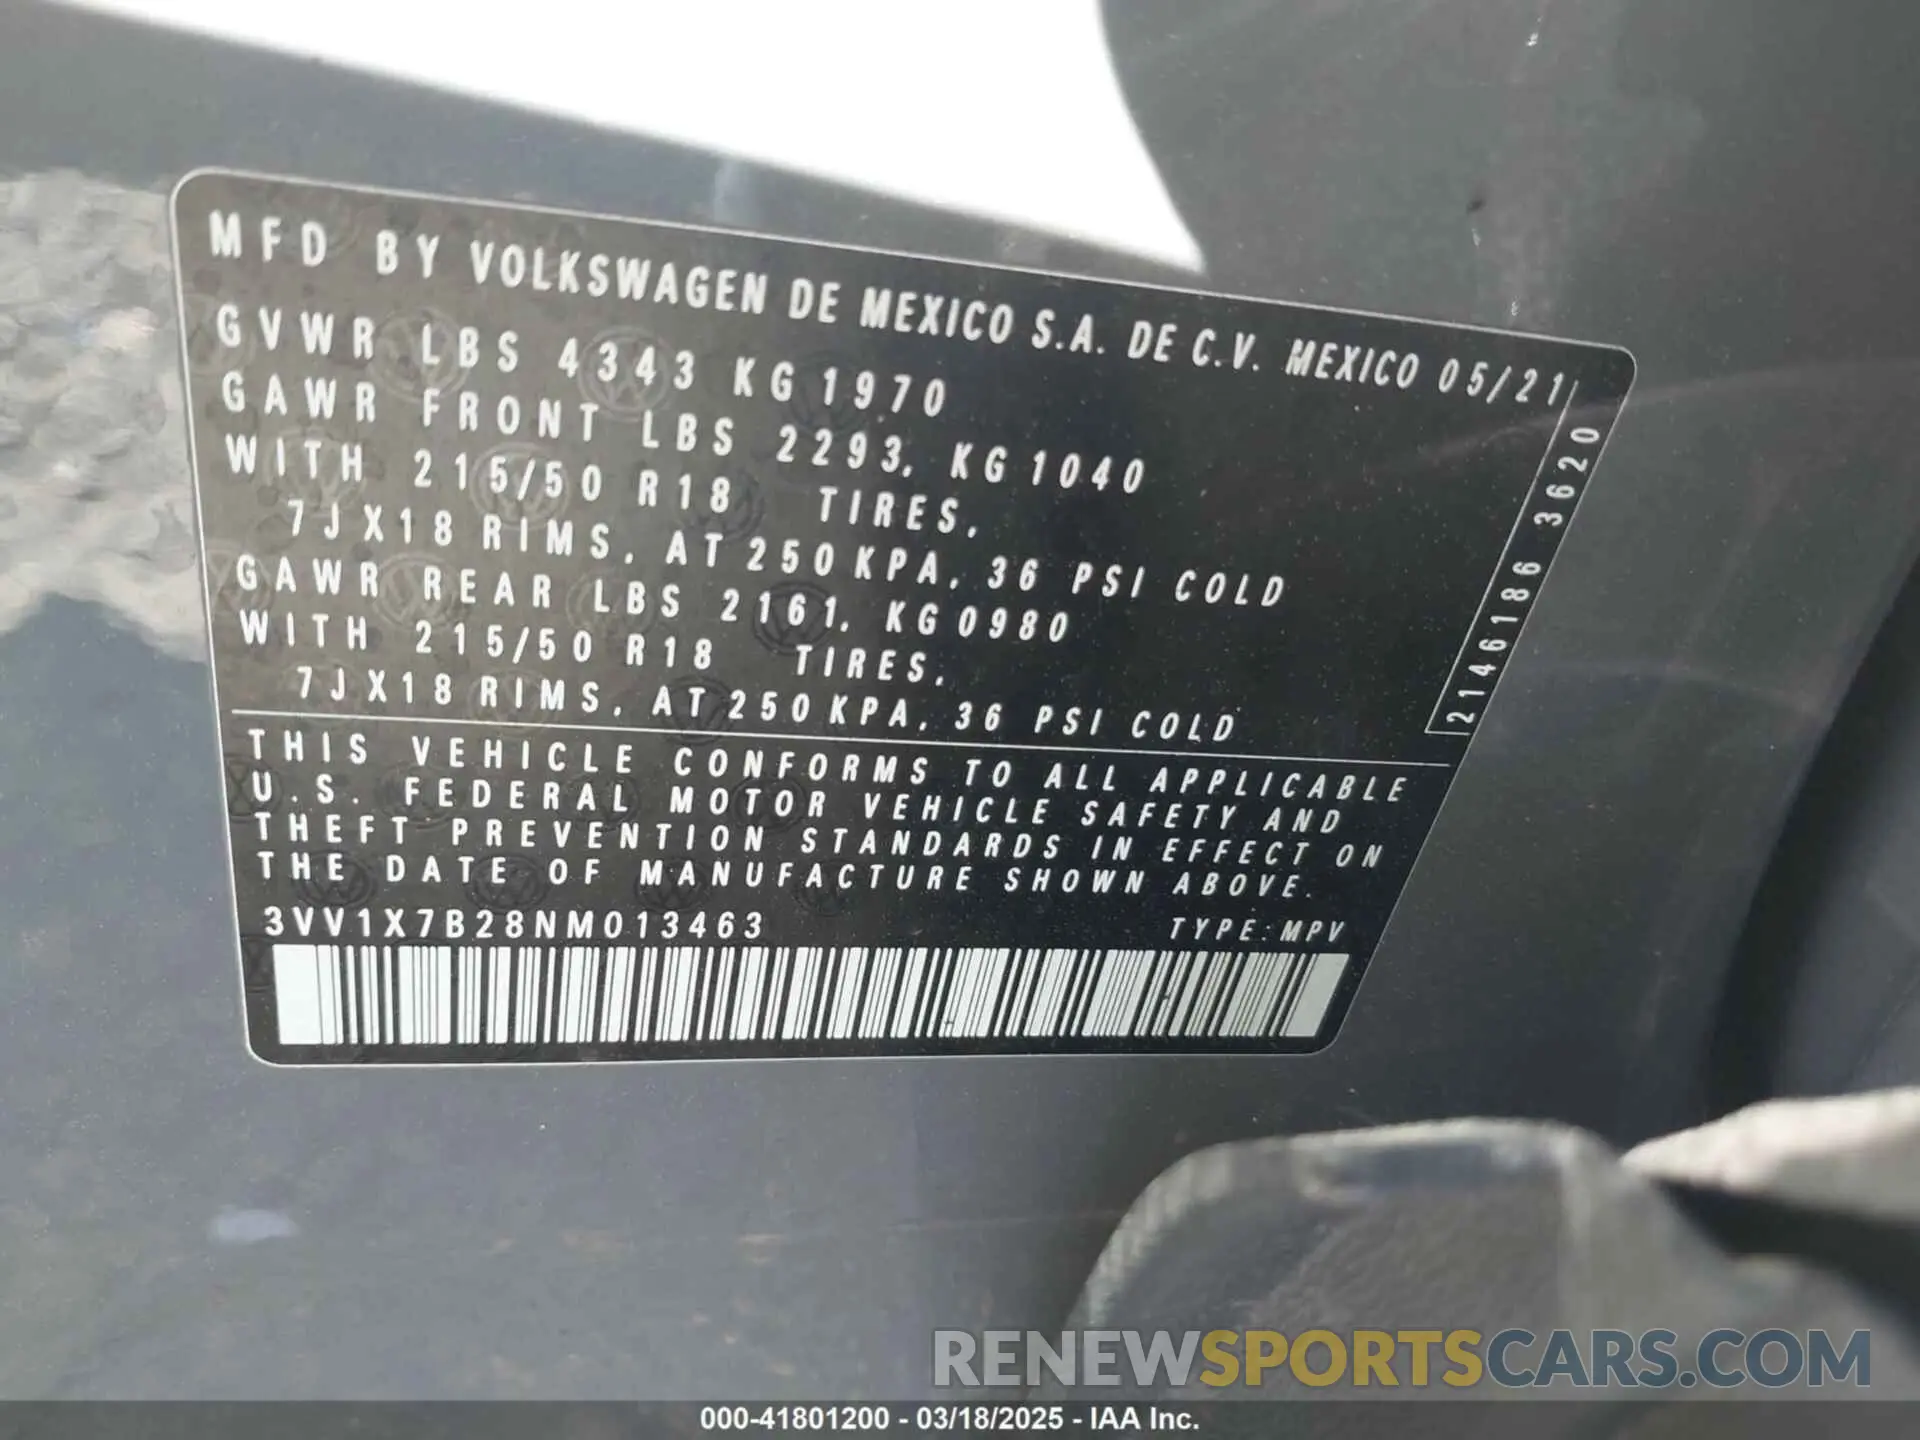 MFD BY VOLKSWAGEN DE MEXICO S.A. DE C.V. MEXICO 05/21
GVWR LBS 4343 KG 1970
GAWR FRONT LBS 2293, KG 1040
WITH 215/50 R18 TIRES,
7J X18 RIMS, AT 250 KPA, 36 PSI COLD
GAWR REAR LBS 2161, KG 0980
WITH 215/50 R18 TIRES,
7J X18 RIMS, AT 250 KPA, 36 PSI COLD
2146186 3620
THIS VEHICLE CONFORMS TO ALL APPLICABLE
U.S. FEDERAL MOTOR VEHICLE SAFETY AND
THEFT PREVENTION STANDARDS IN EFFECT ON
THE DATE OF MANUFACTURE SHOWN ABOVE.
3VV1X7B28NM013463 TYPE: MPV
RENEWSPORTSCARS.COM
000-41801200 - 03/18/2025 - IAA Inc.